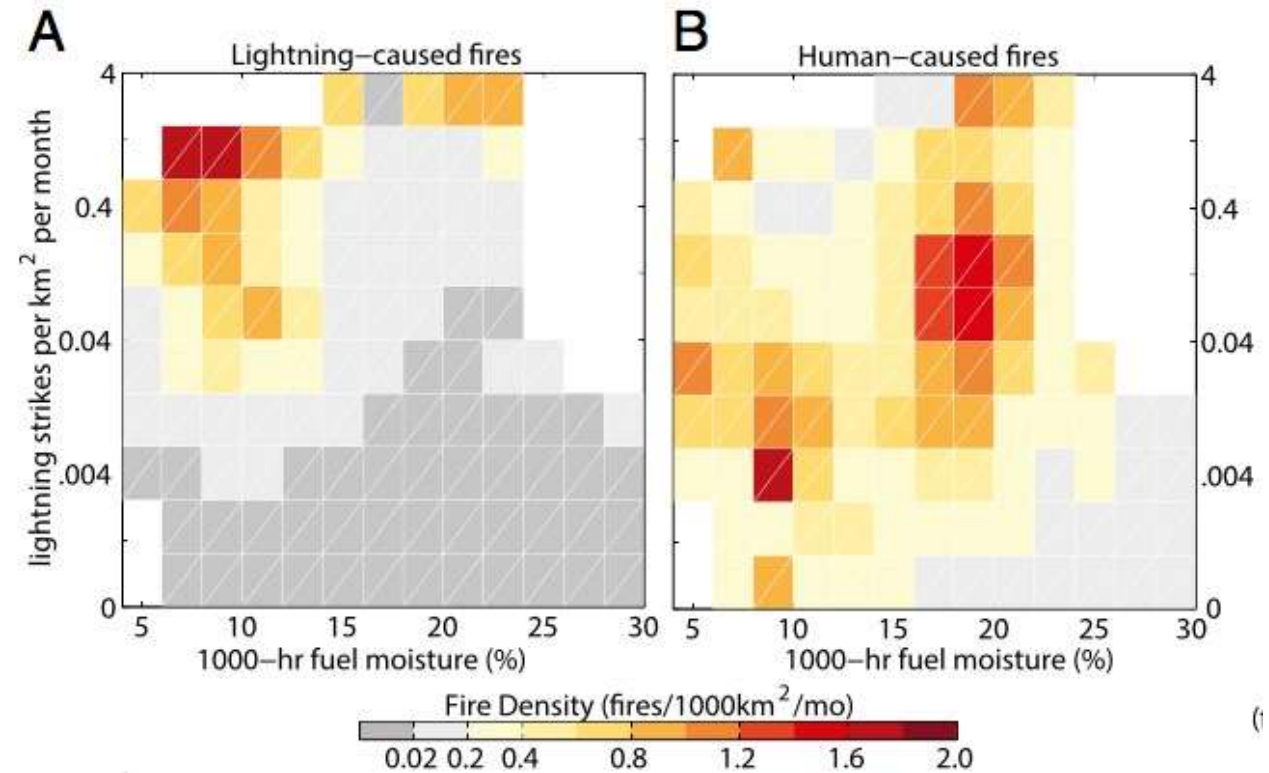 A
Lightning−caused fires
B
Human−caused fires
lightning strikes per km² per month
4
0.4
0.04
.004
0
5 10 15 20 25 30
1000−hr fuel moisture (%)
4
0.4
0.04
.004
0
5 10 15 20 25 30
1000−hr fuel moisture (%)
Fire Density (fires/1000km²/mo)
0.02 0.2 0.4 0.8 1.2 1.6 2.0